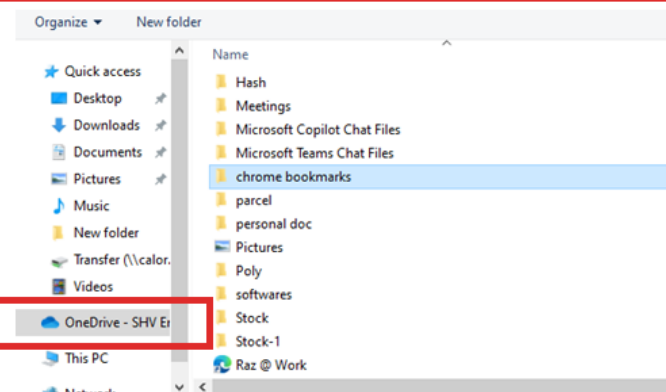 Organize New folder
Quick access
Desktop
Downloads
Documents
Pictures
Music
New folder
Transfer (\\calor.
Videos
OneDrive - SHV Er
This PC
Network
Name
Hash
Meetings
Microsoft Copilot Chat Files
Microsoft Teams Chat Files
chrome bookmarks
parcel
personal doc
Pictures
Poly
softwares
Stock
Stock-1
Raz @ Work